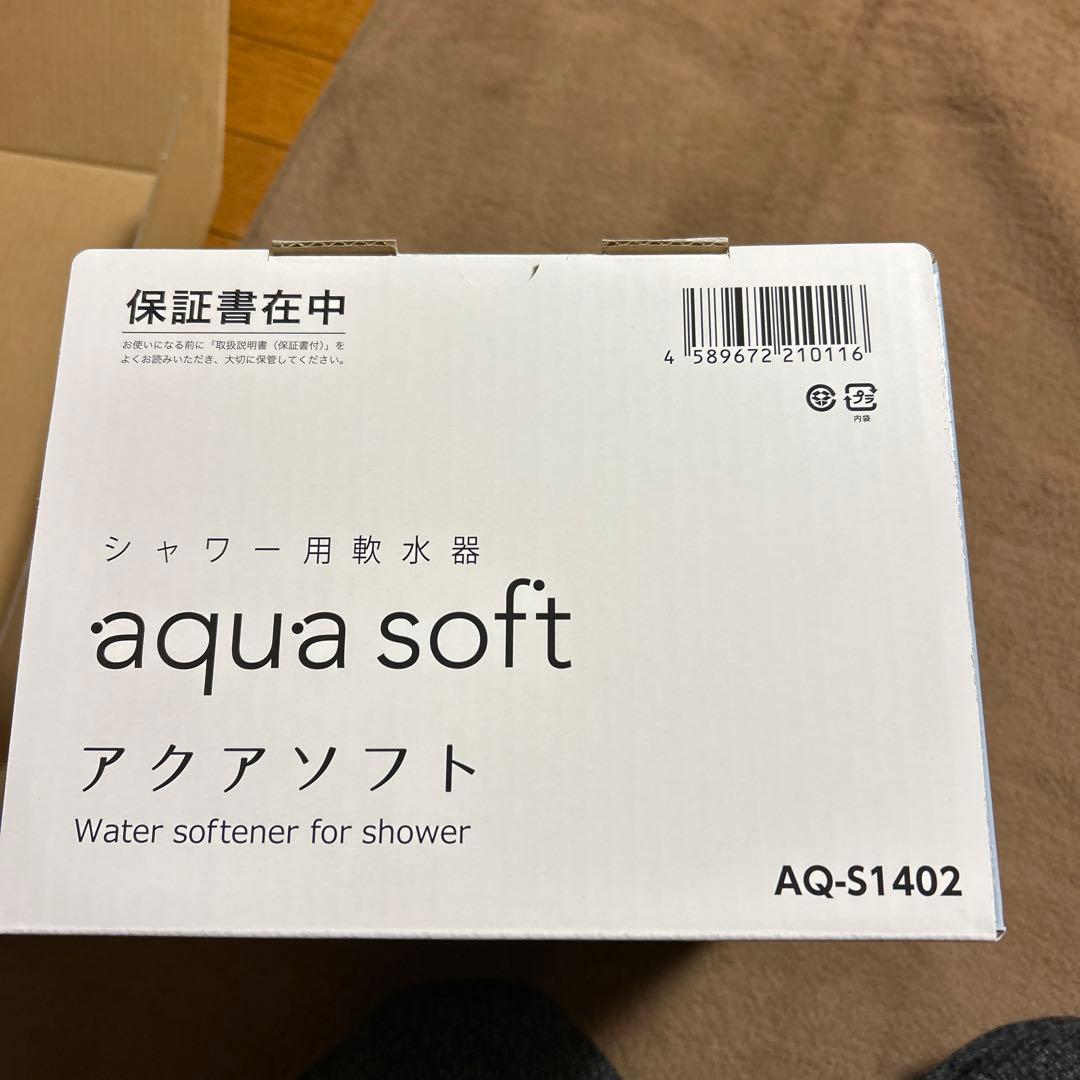 保証書在中
お使いになる前に「取扱説明書（保証書付）」を
よくお読みいただき、大切に保管してください。
4 589672 210116
プラ
内袋
シャワー用軟水器
aqua soft
アクアソフト
Water softener for shower
AQ-S1402